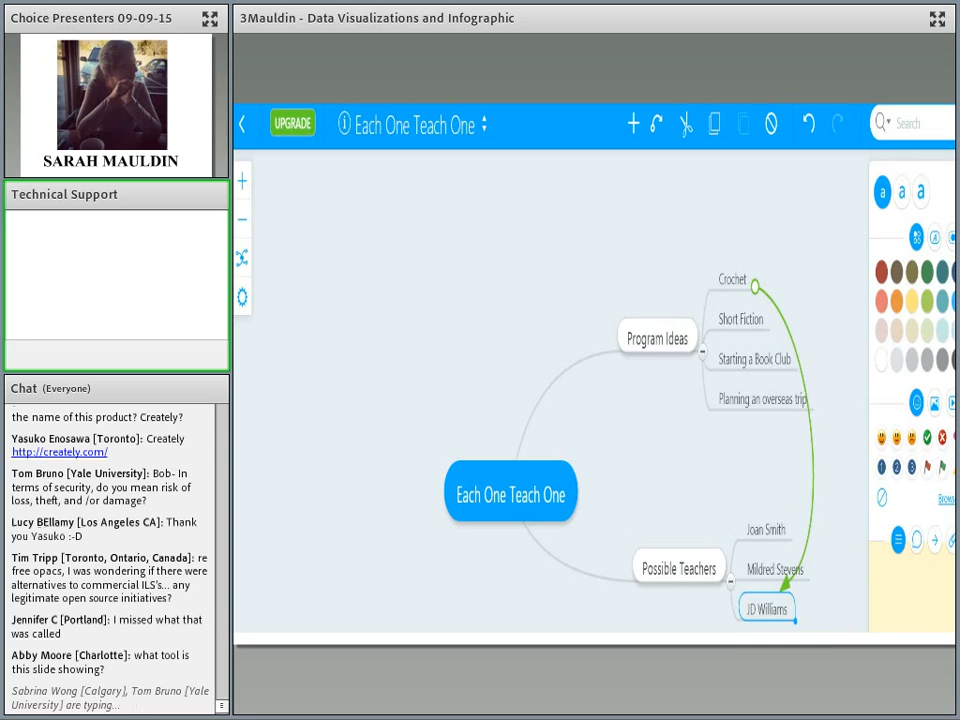 Choice Presenters 09-09-15
SARAH MAULDIN
Technical Support
Chat (Everyone)
the name of this product? Creately?
Yasuko Enosawa [Toronto]: Creately
http://creately.com/
Tom Bruno [Yale University]: Bob- In
terms of security, do you mean risk of
loss, theft, and /or damage?
Lucy BEllamy [Los Angeles CA]: Thank
you Yasuko :-D
Tim Tripp [Toronto, Ontario, Canada]: re
free opacs, I was wondering if there were
alternatives to commercial ILS's... any
legitimate open source initiatives?
Jennifer C [Portland]: I missed what that
was called
Abby Moore [Charlotte]: what tool is
this slide showing?
Sabrina Wong [Calgary], Tom Bruno [Yale
University] are typing...
3Mauldin - Data Visualizations and Infographic
UPGRADE
Each One Teach One
Search
a a a
Crochet
Short Fiction
Program Ideas
Starting a Book Club
Planning an overseas trip
Each One Teach One
Joan Smith
Possible Teachers
Mildred Stevens
JD Williams
1 2 3